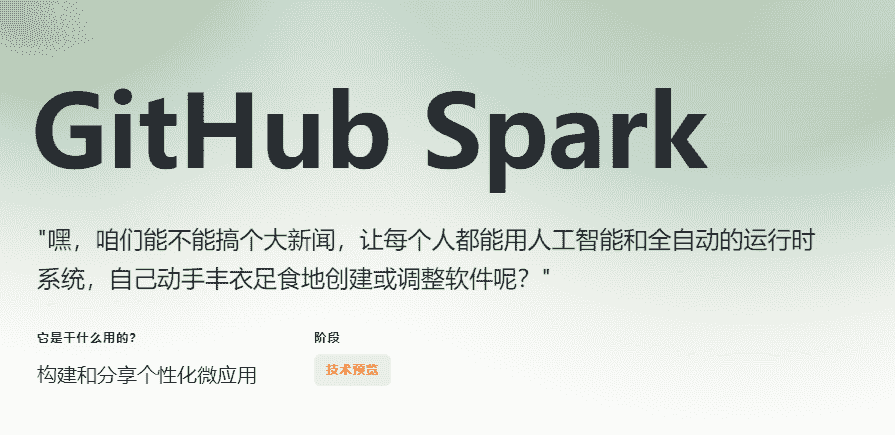 GitHub Spark
"嘿，咱们能不能搞个大新闻，让每个人都能用人工智能和全自动的运行时
系统，自己动手丰衣足食地创建或调整软件呢？"
它是干什么用的?
阶段
构建和分享个性化微应用
技术预览